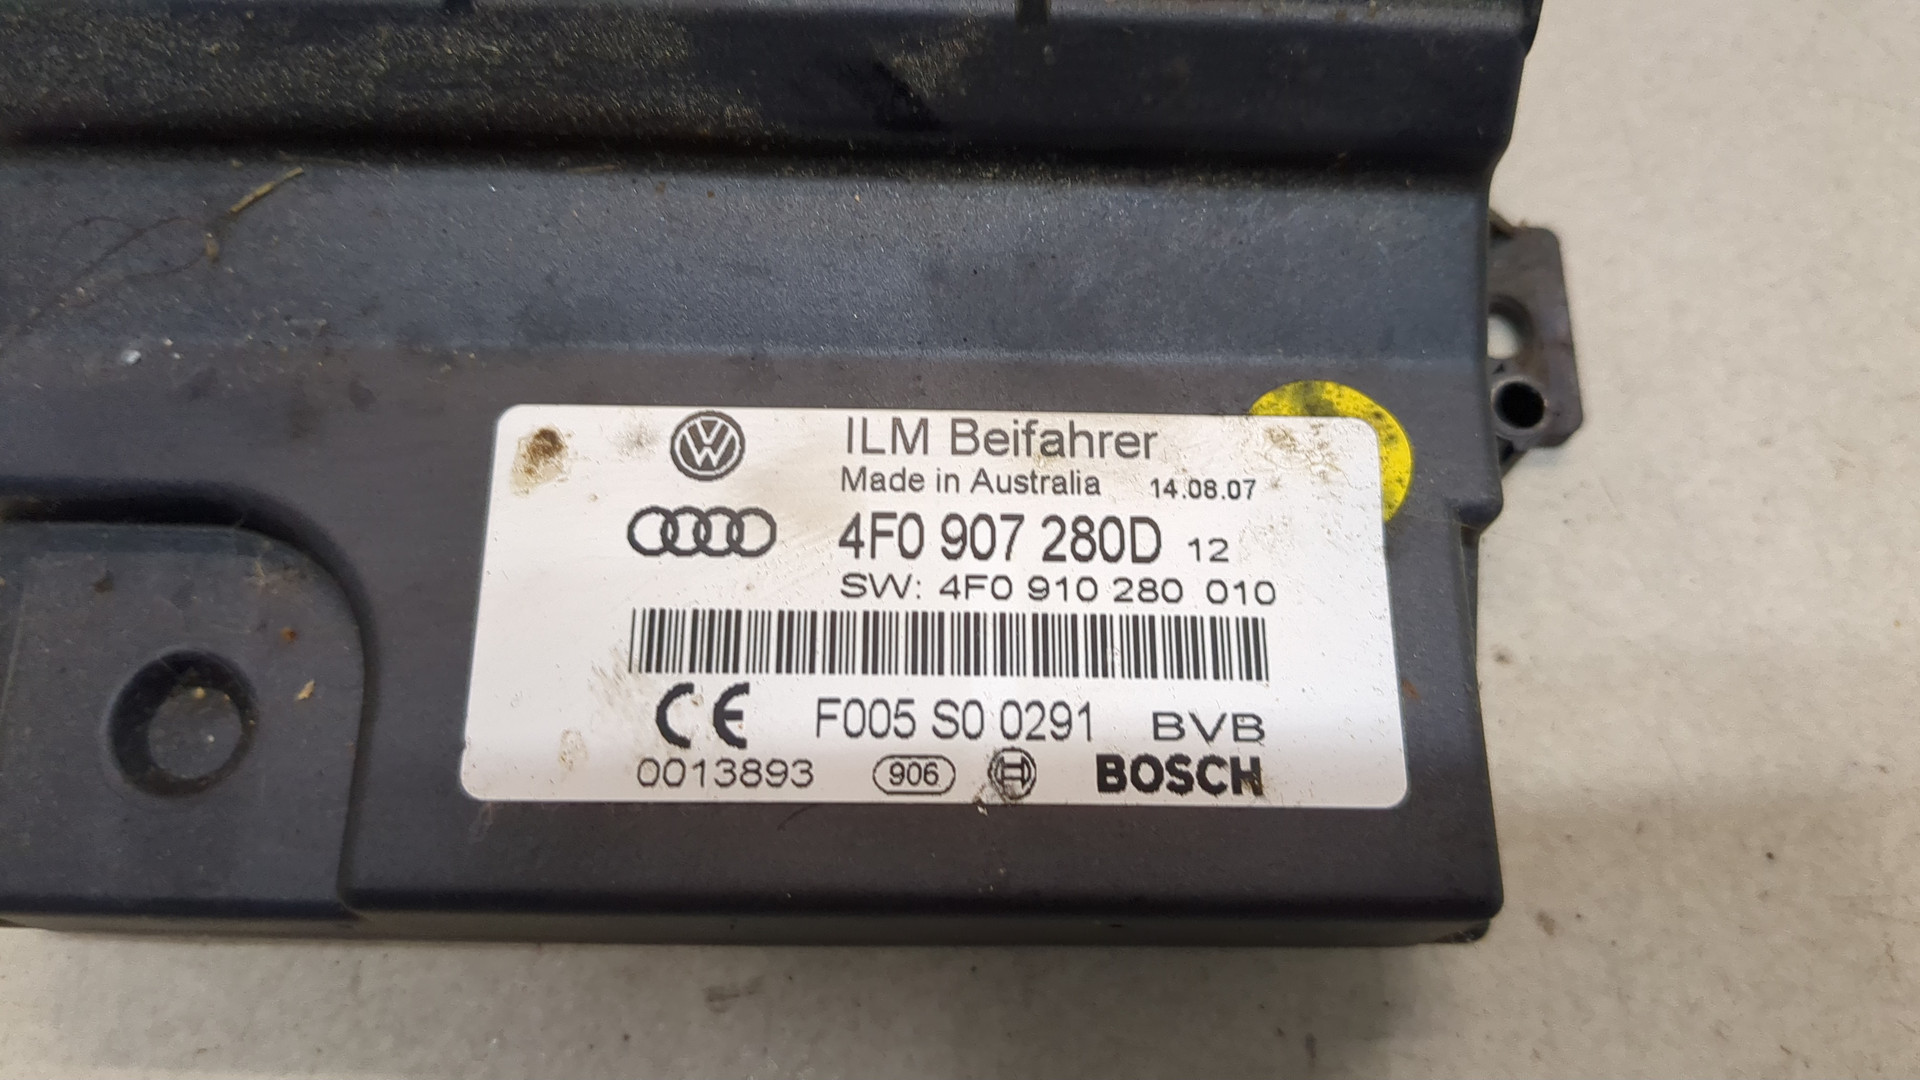 ILM Beifahrer
Made in Australia 14.08.07
4F0 907 280D 12
SW: 4F0 910 280 010
CE F005 S0 0291 BVB
0013893 906 BOSCH